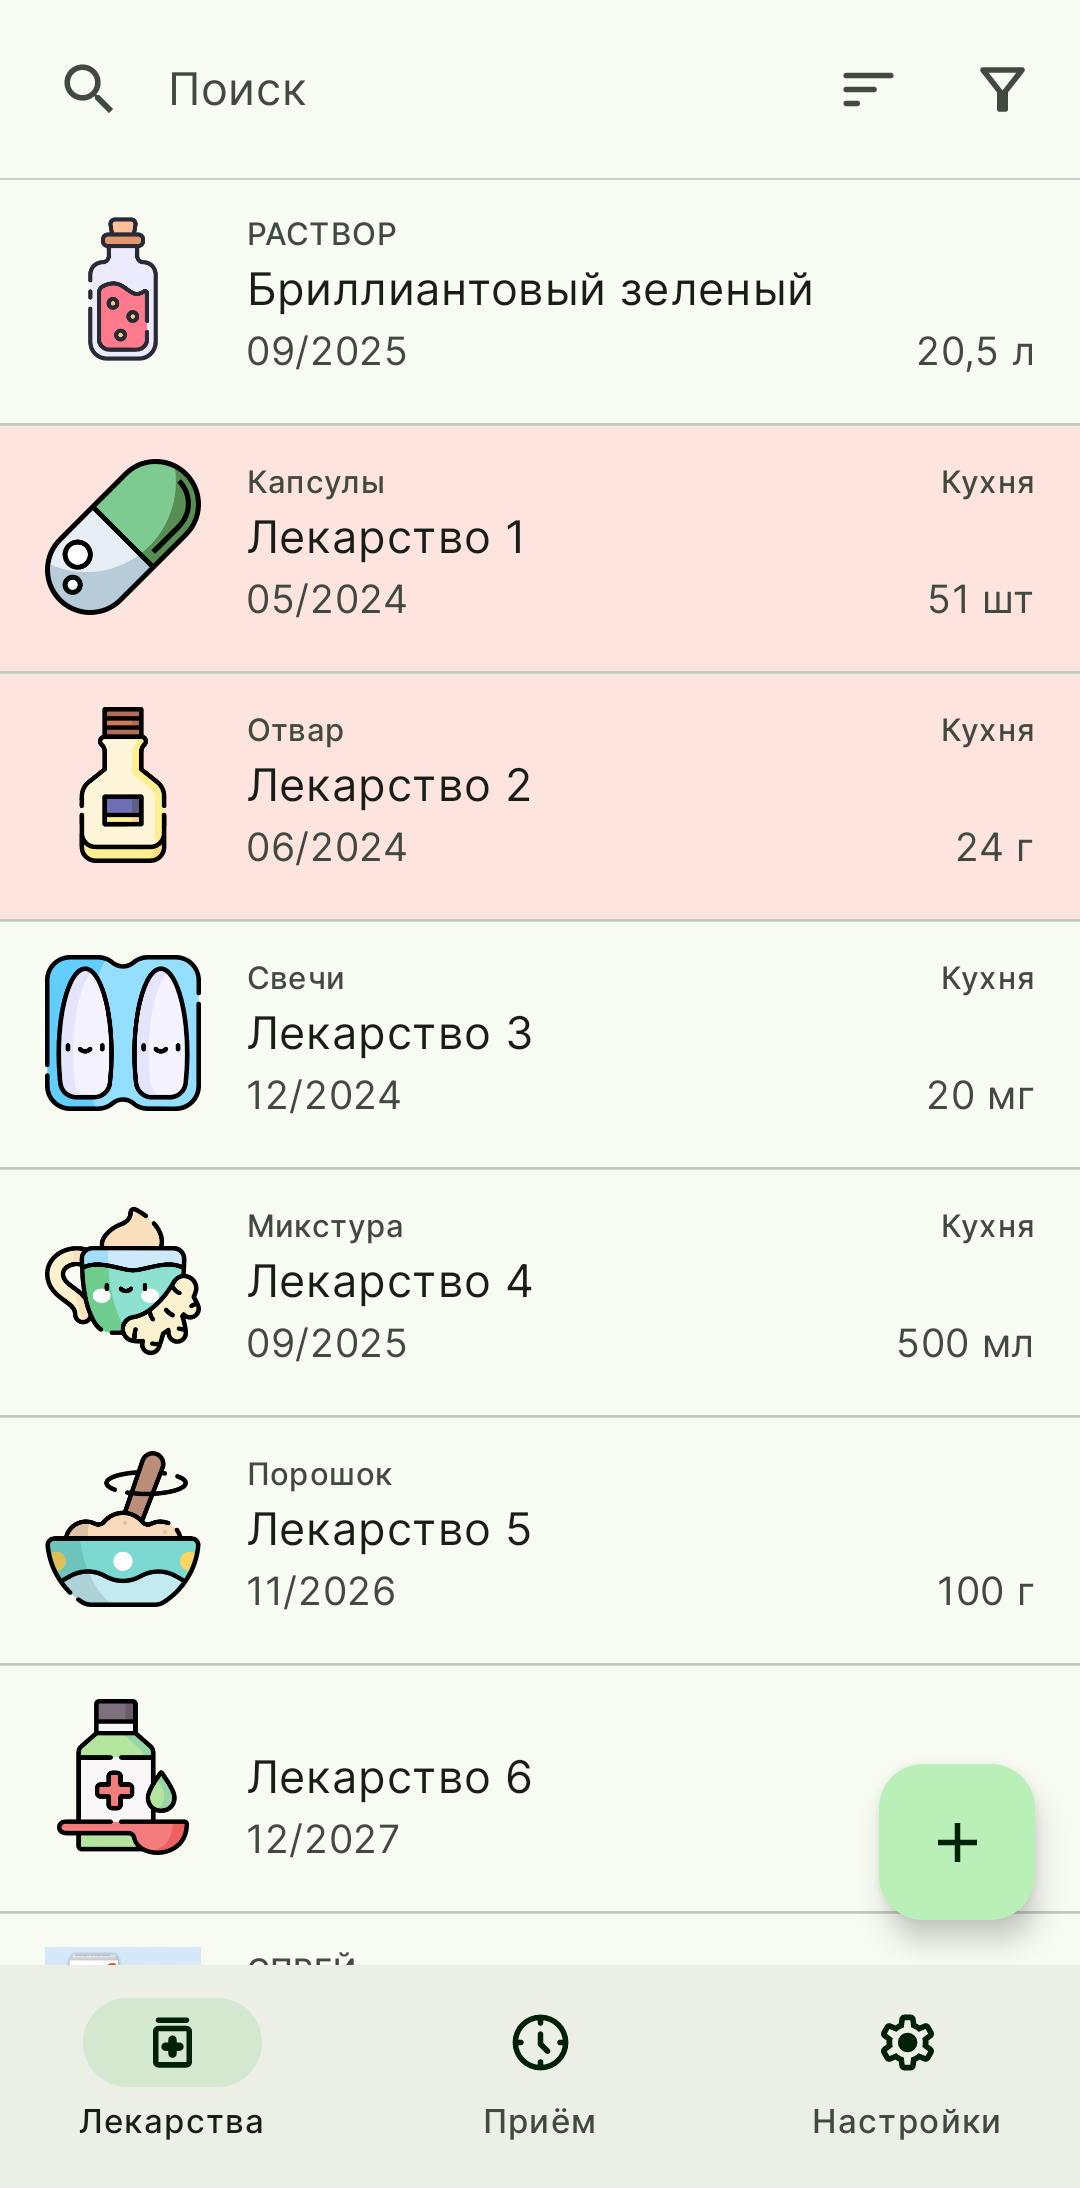 Поиск
РАСТВОР
Бриллиантовый зеленый
09/2025 20,5 л
Капсулы Кухня
Лекарство 1
05/2024 51 шт
Отвар Кухня
Лекарство 2
06/2024 24 г
Свечи Кухня
Лекарство 3
12/2024 20 мг
Микстура Кухня
Лекарство 4
09/2025 500 мл
Порошок
Лекарство 5
11/2026 100 г
Лекарство 6
12/2027
СПРЕЙ
Лекарства Приём Настройки